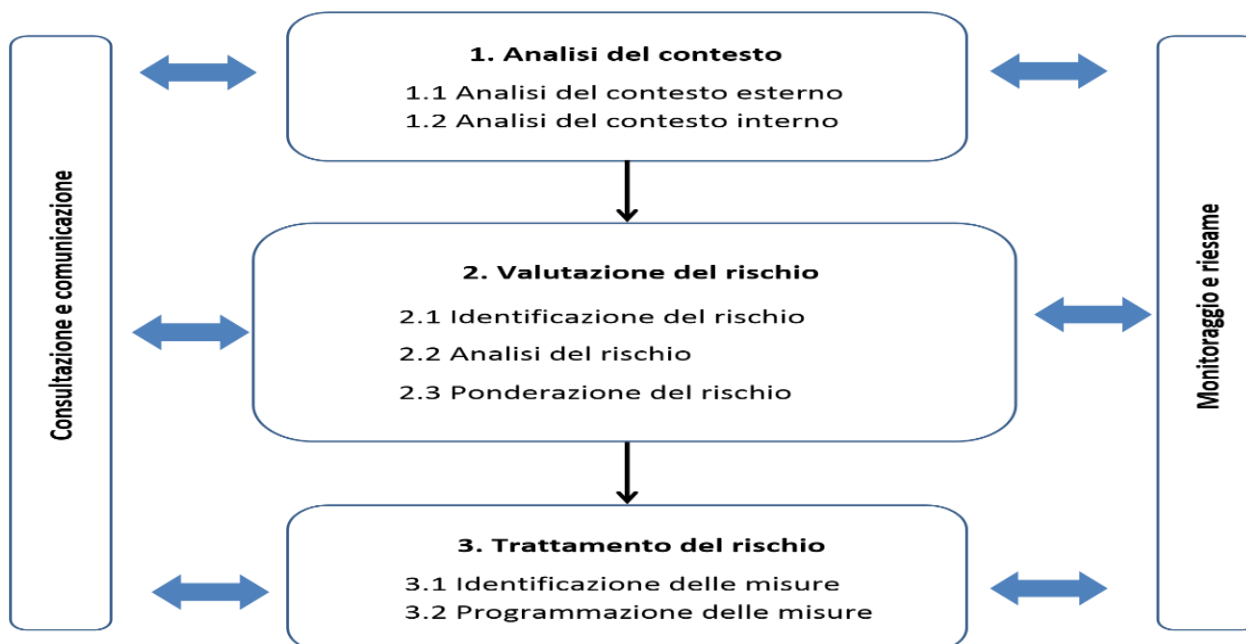 Consultazione e comunicazione
1. Analisi del contesto
1.1 Analisi del contesto esterno
1.2 Analisi del contesto interno
2. Valutazione del rischio
2.1 Identificazione del rischio
2.2 Analisi del rischio
2.3 Ponderazione del rischio
3. Trattamento del rischio
3.1 Identificazione delle misure
3.2 Programmazione delle misure
Monitoraggio e riesame